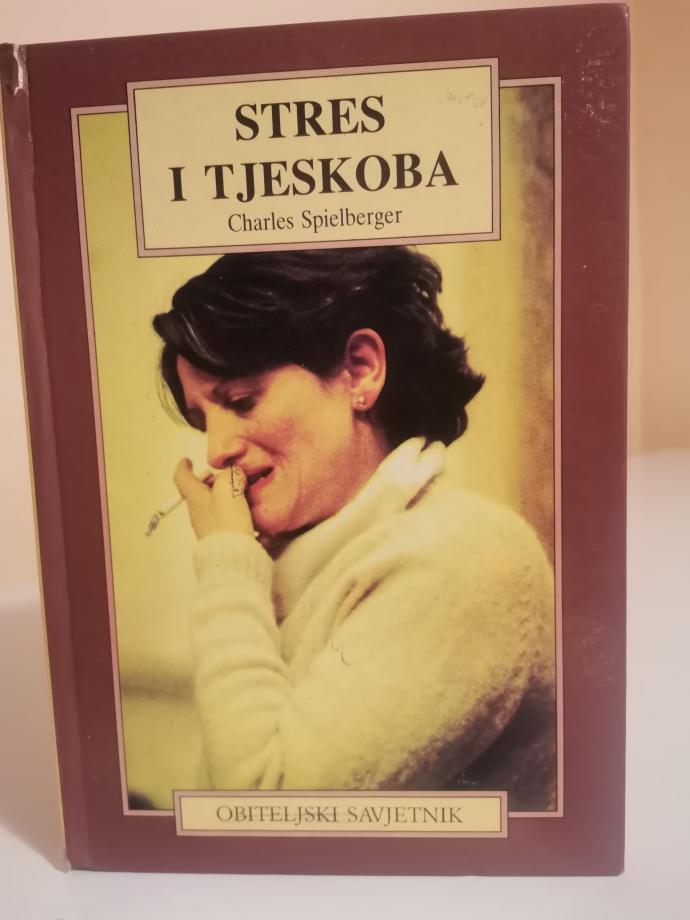 STRES
I TJESKOBA
Charles Spielberger
OBITELJSKI SAVJETNIK